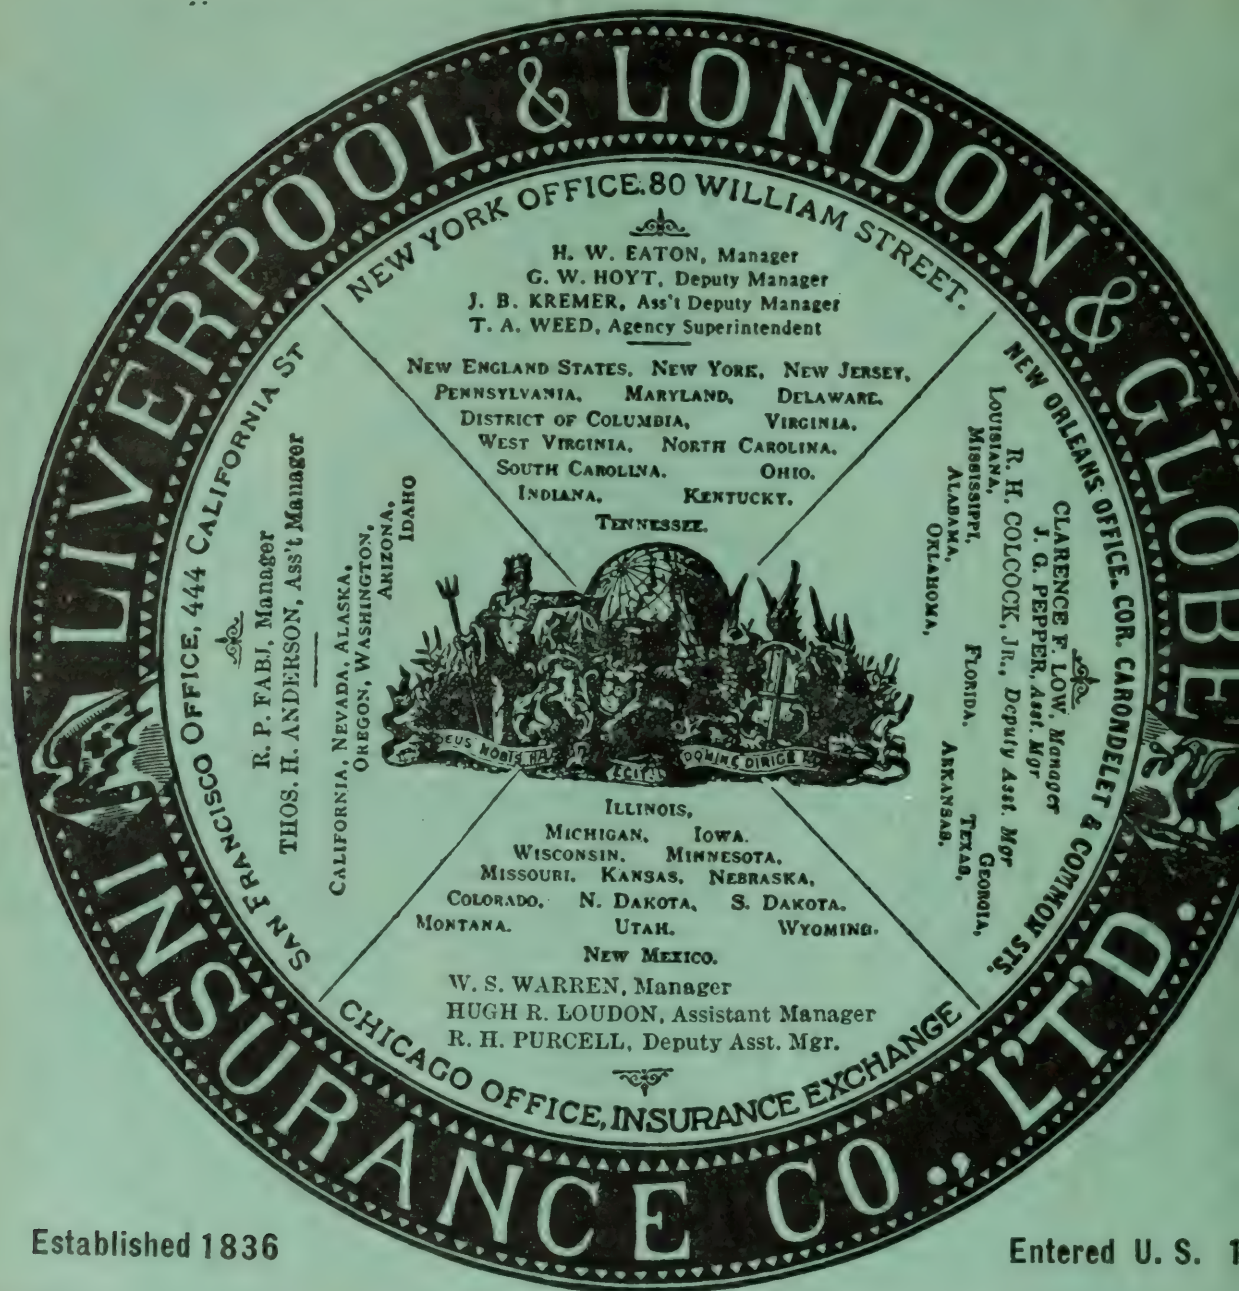 LIVERPOOL & LONDON & GLOBE
INSURANCE CO., L'T'D.
NEW YORK OFFICE. 80 WILLIAM STREET.
H. W. EATON, Manager
G. W. HOYT, Deputy Manager
J. B. KREMER, Ass't Deputy Manager
T. A. WEED, Agency Superintendent
NEW ENGLAND STATES, NEW YORK, NEW JERSEY,
PENNSYLVANIA, MARYLAND, DELAWARE,
DISTRICT OF COLUMBIA, VIRGINIA,
WEST VIRGINIA, NORTH CAROLINA,
SOUTH CAROLINA, OHIO,
INDIANA, KENTUCKY,
TENNESSEE.
SAN FRANCISCO OFFICE, 444 CALIFORNIA ST
R. P. FABJ, Manager
THOS. H. ANDERSON, Ass't Manager
CALIFORNIA, NEVADA, ALASKA,
OREGON, WASHINGTON,
ARIZONA,
IDAHO
NEW ORLEANS OFFICE, COR. CARONDELET & COMMON STS.
CLARENCE F. LOW, Manager
J. G. PEPPER, Asst. Mgr
R. H. COLCOCK, JR., Deputy Asst. Mgr
LOUISIANA, GEORGIA,
MISSISSIPPI, FLORIDA, TEXAS,
ALABAMA, ARKANSAS,
OKLAHOMA,
DEUS NOBIS DOMINE DIRIGE
ILLINOIS,
MICHIGAN, IOWA.
WISCONSIN, MINNESOTA,
MISSOURI, KANSAS, NEBRASKA,
COLORADO, N. DAKOTA, S. DAKOTA.
MONTANA. UTAH. WYOMING.
NEW MEXICO.
W. S. WARREN, Manager
HUGH R. LOUDON, Assistant Manager
R. H. PURCELL, Deputy Asst. Mgr.
CHICAGO OFFICE, INSURANCE EXCHANGE
Established 1836
Entered U. S. 1